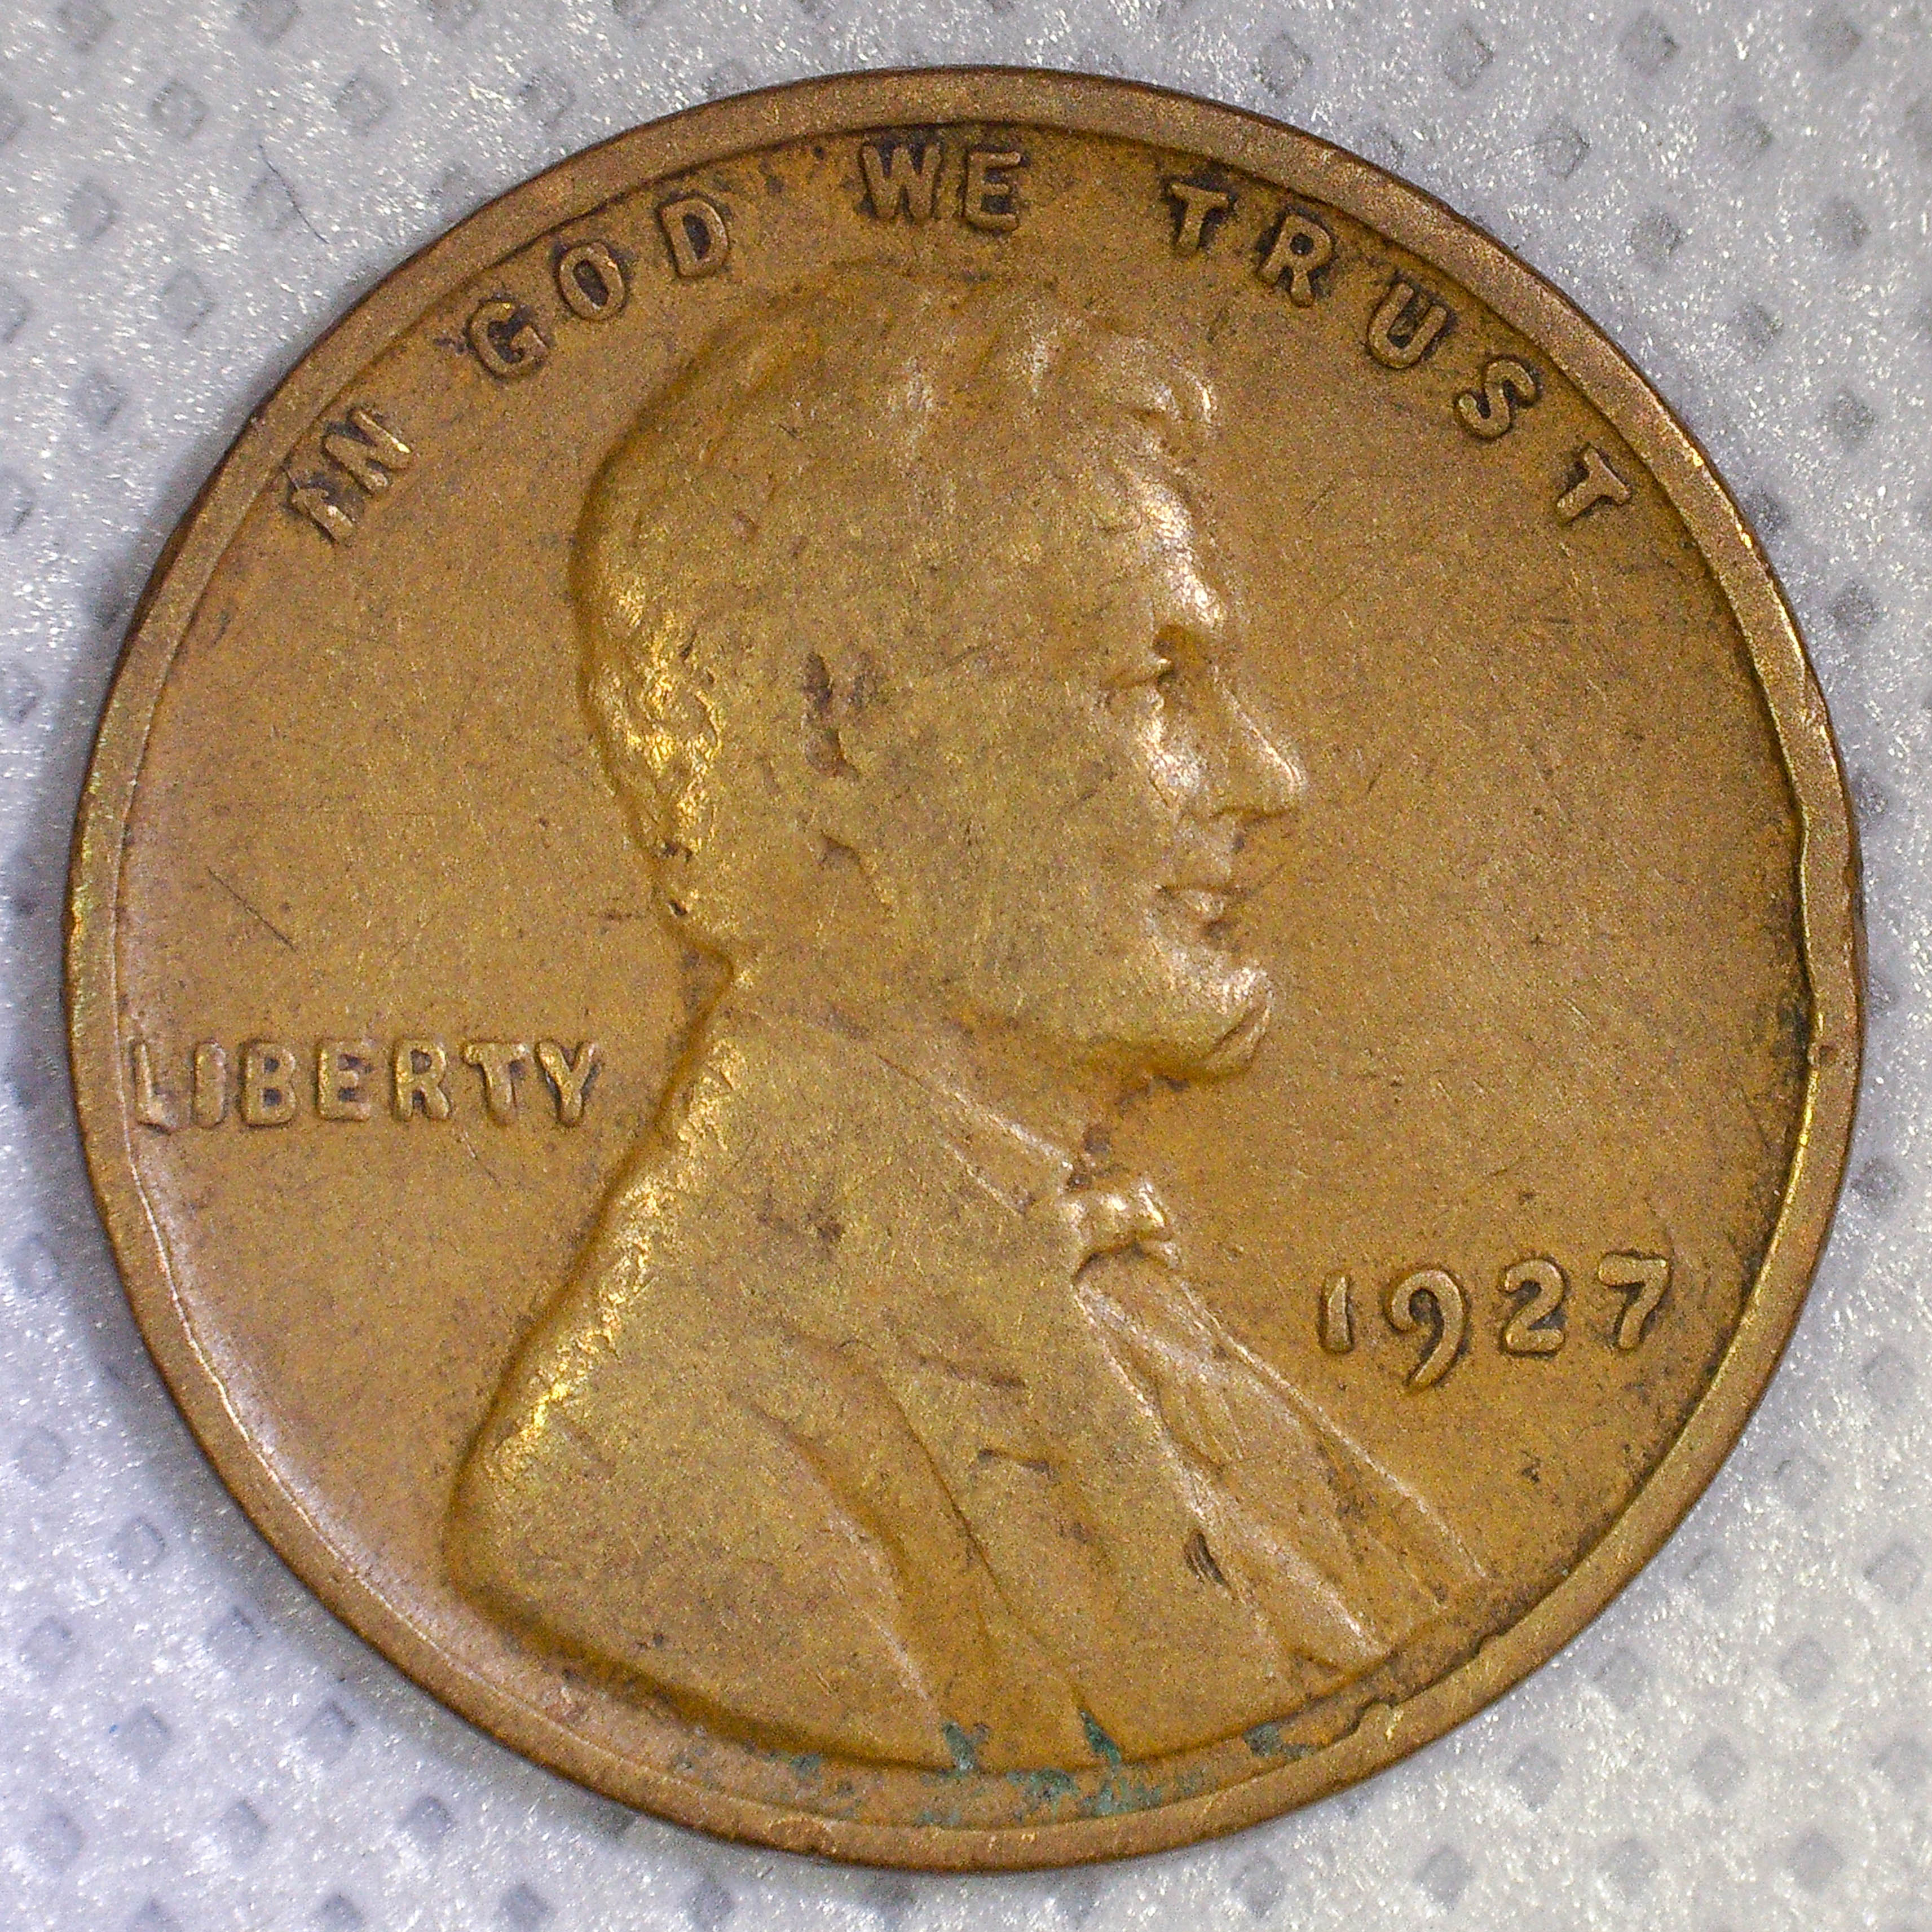 IN GOD WE TRUST
LIBERTY
1927